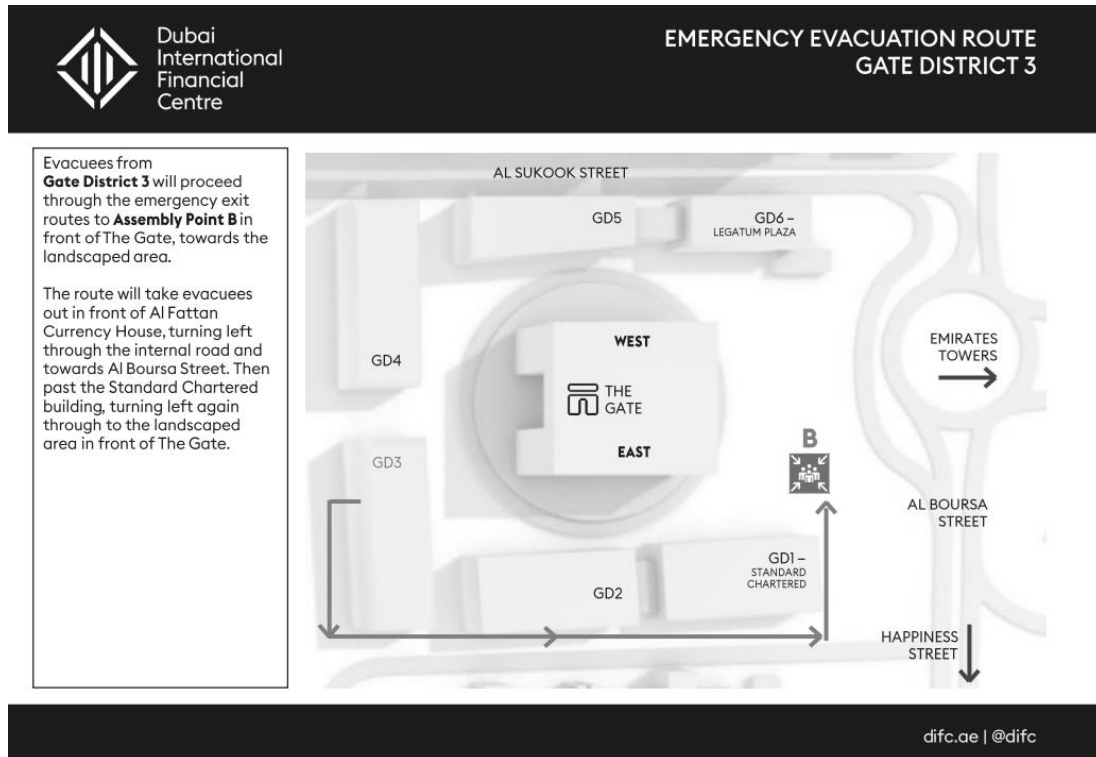 Dubai
International
Financial
Centre
EMERGENCY EVACUATION ROUTE
GATE DISTRICT 3
Evacuees from
Gate District 3 will proceed
through the emergency exit
routes to Assembly Point B in
front of The Gate, towards the
landscaped area.
The route will take evacuees
out in front of Al Fattan
Currency House, turning left
through the internal road and
towards Al Boursa Street. Then
past the Standard Chartered
building, turning left again
through to the landscaped
area in front of The Gate.
AL SUKOOK STREET
GD5
GD6 –
LEGATUM PLAZA
WEST
EMIRATES
TOWERS
GD4
THE
GATE
EAST
B
GD3
AL BOURSA
STREET
GD1 –
STANDARD
CHARTERED
GD2
HAPPINESS
STREET
difc.ae | @difc